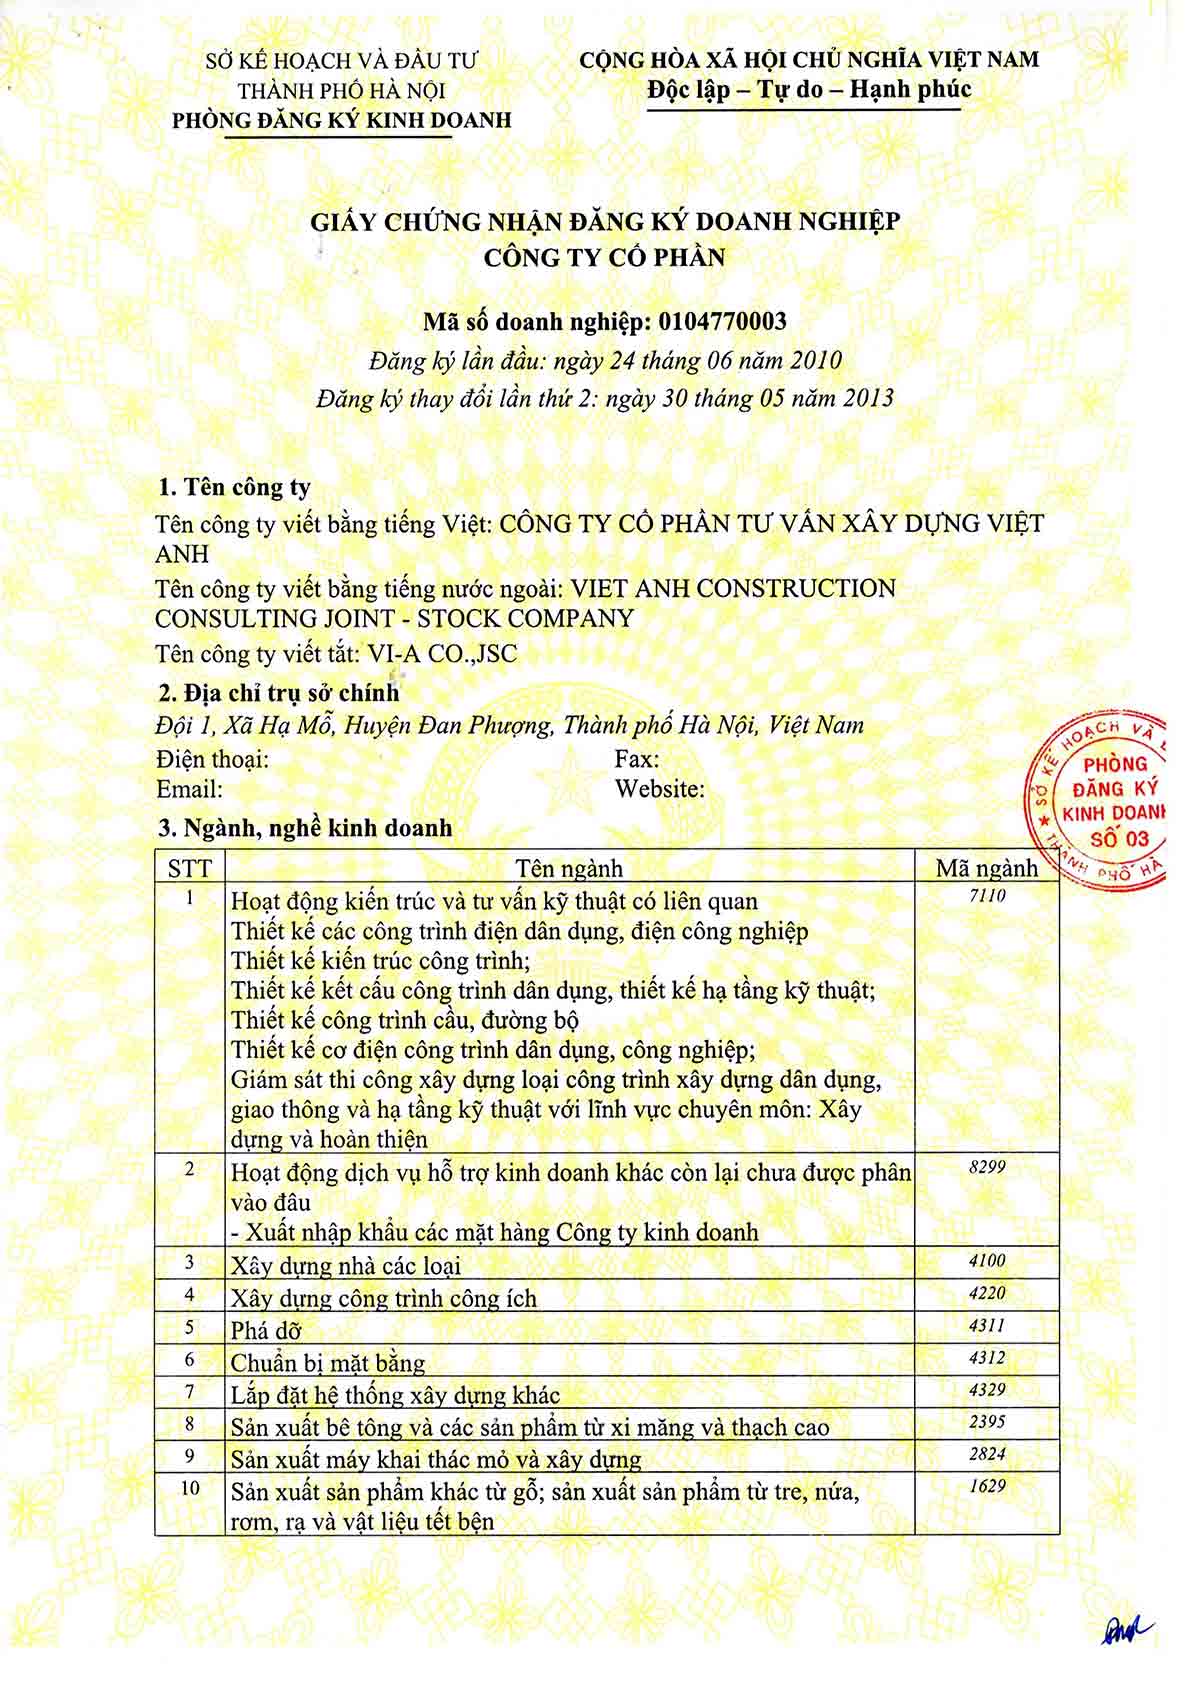 SỞ KẾ HOẠCH VÀ ĐẦU TƯ
THÀNH PHỐ HÀ NỘI
PHÒNG ĐĂNG KÝ KINH DOANH
CỘNG HÒA XÃ HỘI CHỦ NGHĨA VIỆT NAM
Độc lập – Tự do – Hạnh phúc
GIẤY CHỨNG NHẬN ĐĂNG KÝ DOANH NGHIỆP
CÔNG TY CỔ PHẦN
Mã số doanh nghiệp: 0104770003
Đăng ký lần đầu: ngày 24 tháng 06 năm 2010
Đăng ký thay đổi lần thứ 2: ngày 30 tháng 05 năm 2013
1. Tên công ty
Tên công ty viết bằng tiếng Việt: CÔNG TY CỔ PHẦN TƯ VẤN XÂY DỰNG VIỆT
ANH
Tên công ty viết bằng tiếng nước ngoài: VIET ANH CONSTRUCTION
CONSULTING JOINT - STOCK COMPANY
Tên công ty viết tắt: VI-A CO.,JSC
2. Địa chỉ trụ sở chính
Đội 1, Xã Hạ Mỗ, Huyện Đan Phượng, Thành phố Hà Nội, Việt Nam
Điện thoại: Fax:
Email: Website:
SỞ KẾ HOẠCH VÀ
PHÒNG
ĐĂNG KÝ
KINH DOANH
SỐ 03
THÀNH PHỐ HÀ
3. Ngành, nghề kinh doanh
STT Tên ngành Mã ngành
1 Hoạt động kiến trúc và tư vấn kỹ thuật có liên quan 7110
Thiết kế các công trình điện dân dụng, điện công nghiệp
Thiết kế kiến trúc công trình;
Thiết kế kết cấu công trình dân dụng, thiết kế hạ tầng kỹ thuật;
Thiết kế công trình cầu, đường bộ
Thiết kế cơ điện công trình dân dụng, công nghiệp;
Giám sát thi công xây dựng loại công trình xây dựng dân dụng,
giao thông và hạ tầng kỹ thuật với lĩnh vực chuyên môn: Xây
dựng và hoàn thiện
2 Hoạt động dịch vụ hỗ trợ kinh doanh khác còn lại chưa được phân 8299
vào đâu
- Xuất nhập khẩu các mặt hàng Công ty kinh doanh
3 Xây dựng nhà các loại 4100
4 Xây dựng công trình công ích 4220
5 Phá dỡ 4311
6 Chuẩn bị mặt bằng 4312
7 Lắp đặt hệ thống xây dựng khác 4329
8 Sản xuất bê tông và các sản phẩm từ xi măng và thạch cao 2395
9 Sản xuất máy khai thác mỏ và xây dựng 2824
10 Sản xuất sản phẩm khác từ gỗ; sản xuất sản phẩm từ tre, nứa, 1629
rơm, rạ và vật liệu tết bện